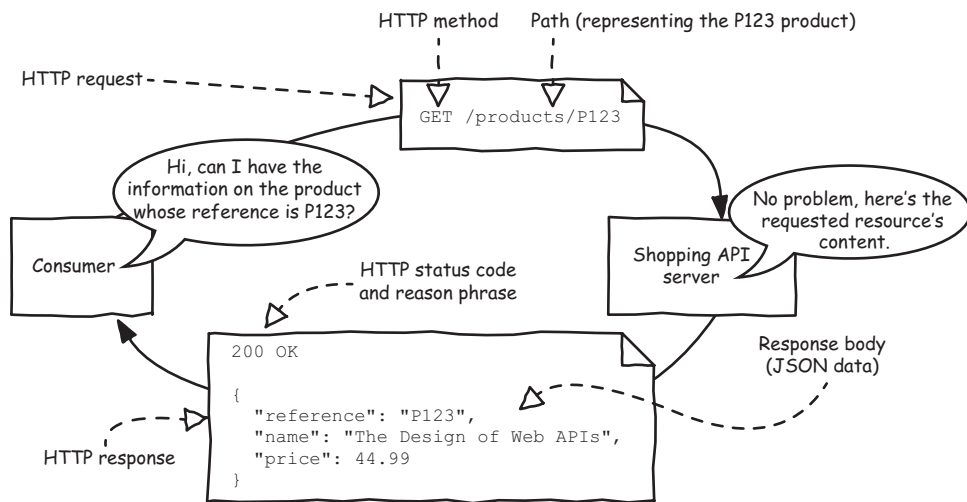 HTTP method
Path (representing the P123 product)
HTTP request
GET /products/P123
Hi, can I have the
information on the product
whose reference is P123?
No problem, here's the
requested resource's
content.
Consumer
Shopping API
server
HTTP status code
and reason phrase
200 OK
Response body
(JSON data)
{
"reference": "P123",
"name": "The Design of Web APIs",
"price": 44.99
}
HTTP response